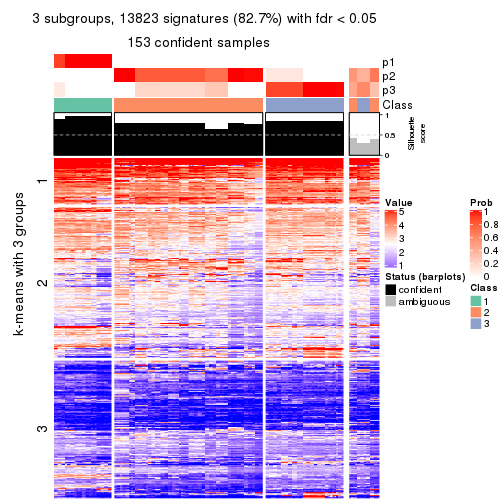 3 subgroups, 13823 signatures (82.7%) with fdr < 0.05
153 confident samples
p1
p2
p3
Class
1
0.5
0
Silhouette
score
k-means with 3 groups
1
2
3
Value
5
4
3
2
1
Status (barplots)
confident
ambiguous
Prob
1
0.8
0.6
0.4
0.2
0
Class
1
2
3